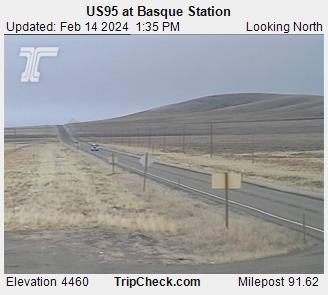 US95 at Basque Station
Updated: Feb 14 2024 1:35 PM Looking North
Elevation 4460 TripCheck.com Milepost 91.62